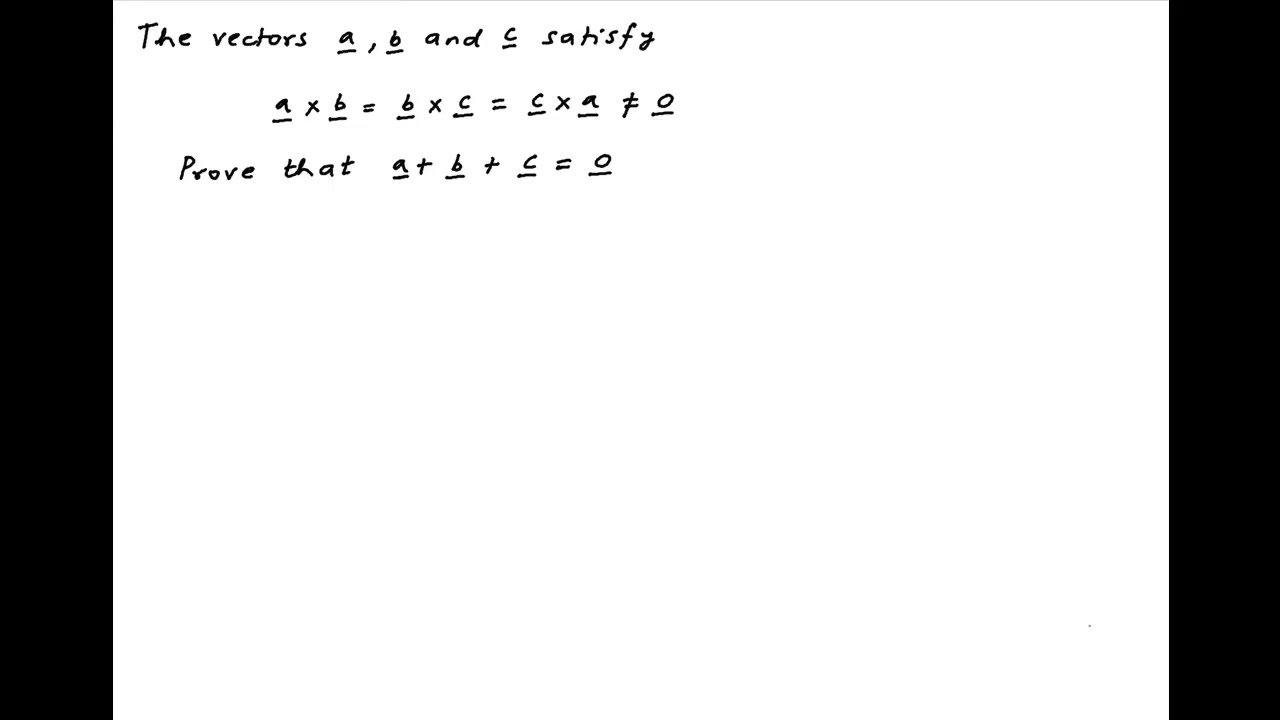 The vectors a, b and c satisfy
a × b = b × c = c × a ≠ 0
Prove that a + b + c = 0